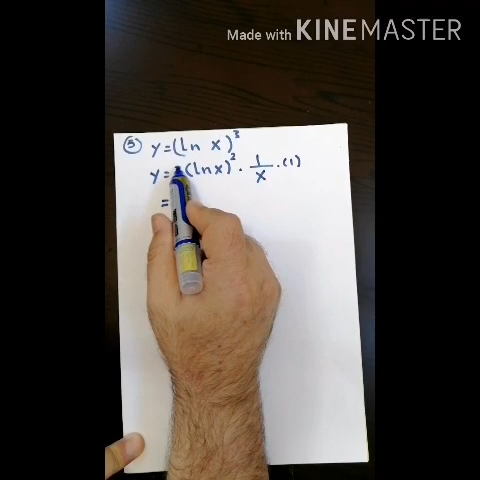 Made with KINEMASTER
⑤ y=(ln x)³
y= (lnx)² · 1/x · (1)
=